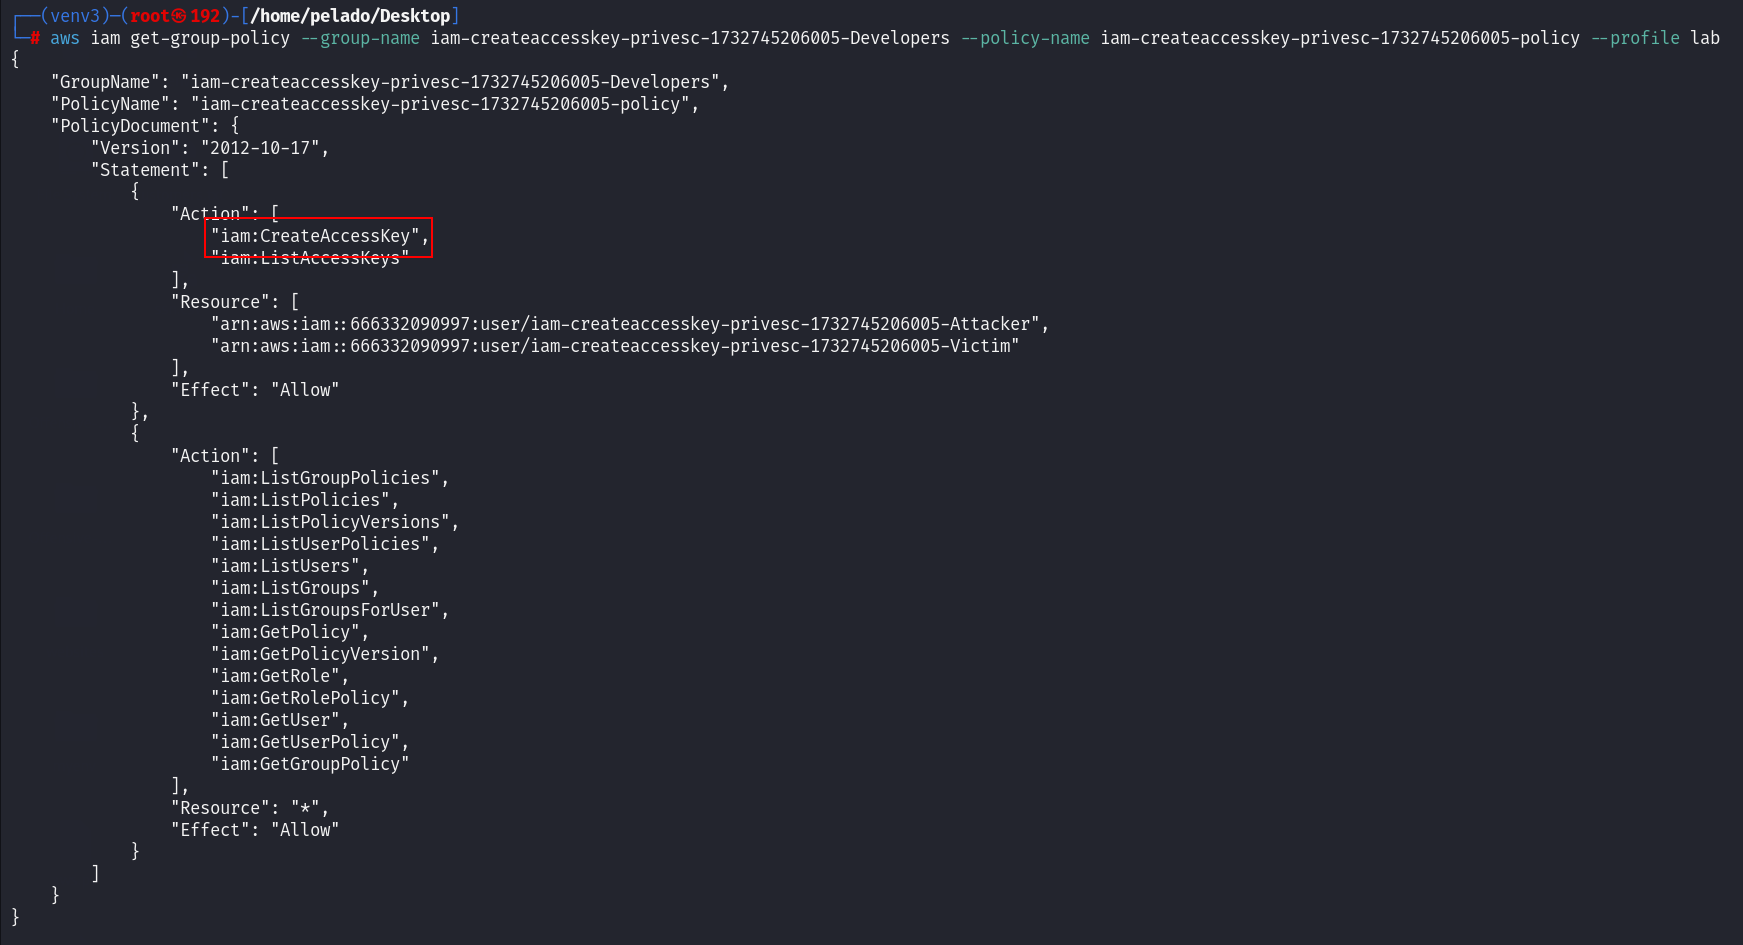 ┌──(venv3)─(root㉿192)-[/home/pelado/Desktop]
└─# aws iam get-group-policy --group-name iam-createaccesskey-privesc-1732745206005-Developers --policy-name iam-createaccesskey-privesc-1732745206005-policy --profile lab
{
    "GroupName": "iam-createaccesskey-privesc-1732745206005-Developers",
    "PolicyName": "iam-createaccesskey-privesc-1732745206005-policy",
    "PolicyDocument": {
        "Version": "2012-10-17",
        "Statement": [
            {
                "Action": [
                    "iam:CreateAccessKey",
                    "iam:ListAccessKeys"
                ],
                "Resource": [
                    "arn:aws:iam::666332090997:user/iam-createaccesskey-privesc-1732745206005-Attacker",
                    "arn:aws:iam::666332090997:user/iam-createaccesskey-privesc-1732745206005-Victim"
                ],
                "Effect": "Allow"
            },
            {
                "Action": [
                    "iam:ListGroupPolicies",
                    "iam:ListPolicies",
                    "iam:ListPolicyVersions",
                    "iam:ListUserPolicies",
                    "iam:ListUsers",
                    "iam:ListGroups",
                    "iam:ListGroupsForUser",
                    "iam:GetPolicy",
                    "iam:GetPolicyVersion",
                    "iam:GetRole",
                    "iam:GetRolePolicy",
                    "iam:GetUser",
                    "iam:GetUserPolicy",
                    "iam:GetGroupPolicy"
                ],
                "Resource": "*",
                "Effect": "Allow"
            }
        ]
    }
}